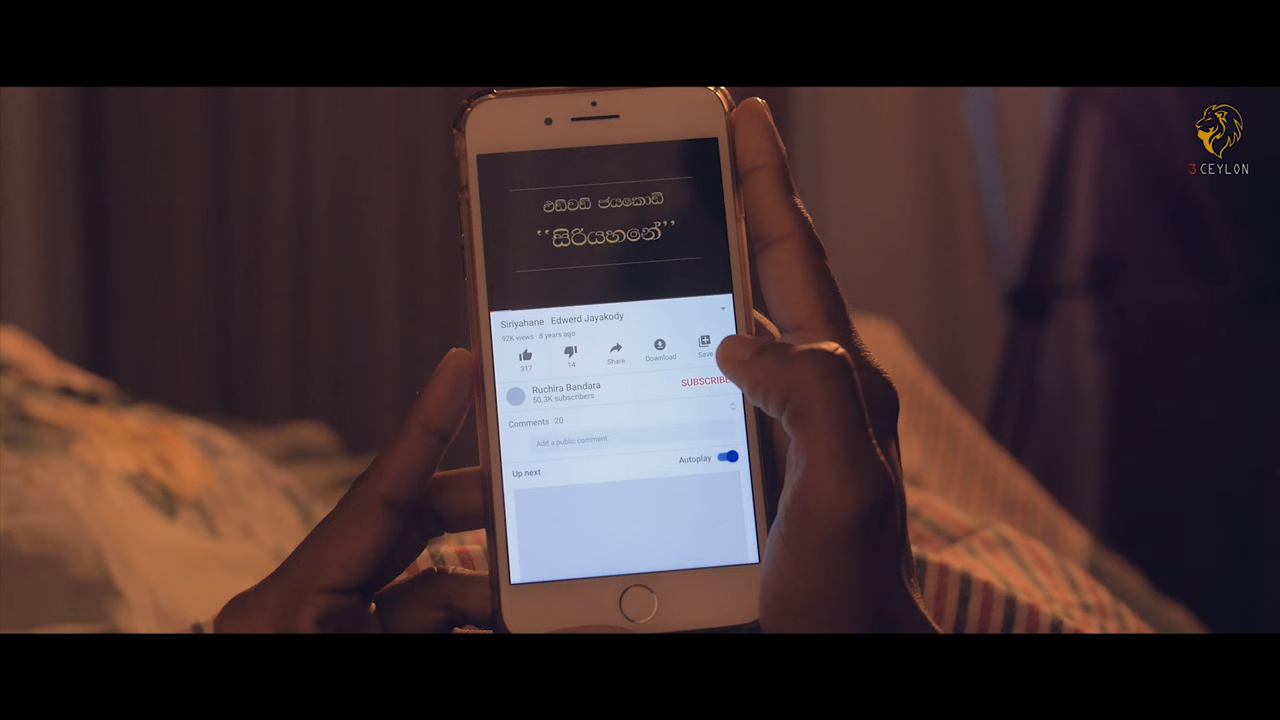 එඩ්වඩ් ජයකොඩි
“සිරියහනේ”
Siriyahane Edwerd Jayakody
92K views · 8 years ago
317
14
Share
Download
Save
Ruchira Bandara
50.3K subscribers
SUBSCRIBE
Comments 20
Add a public comment...
Up next
Autoplay
3 CEYLON